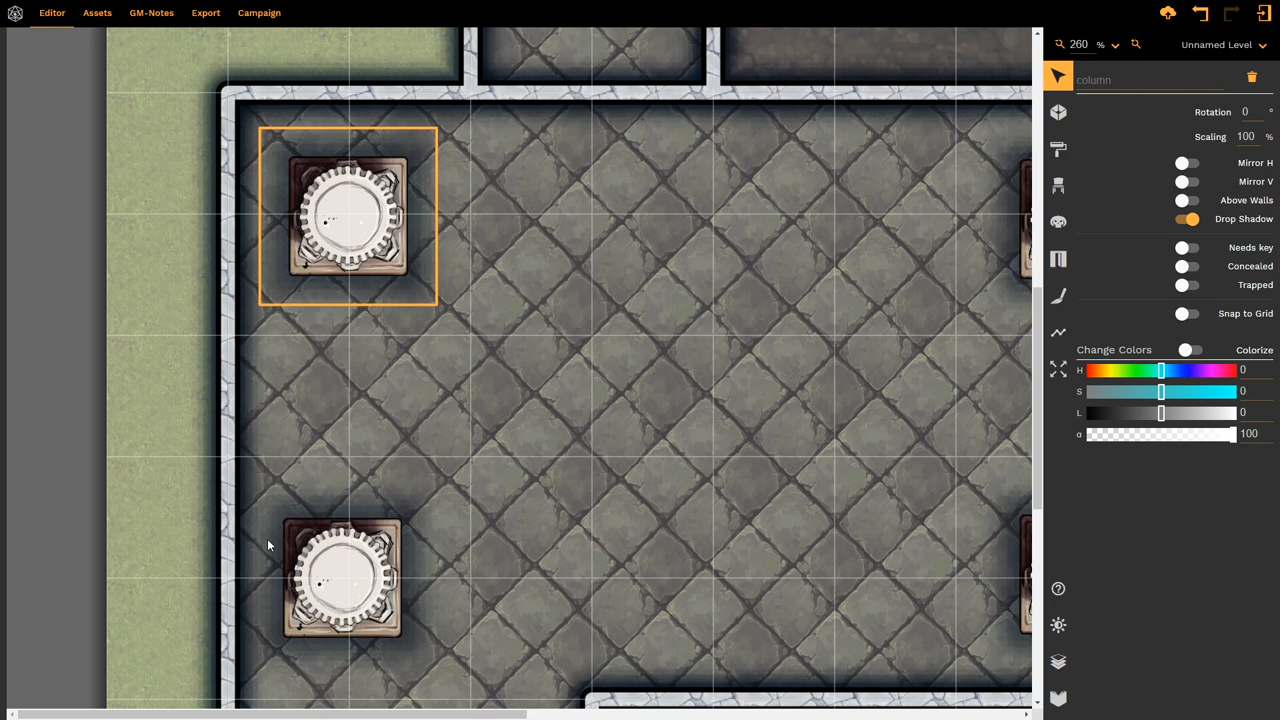 Editor Assets GM-Notes Export Campaign
260 % Unnamed Level
column
Rotation 0 °
Scaling 100 %
Mirror H
Mirror V
Above Walls
Drop Shadow
Needs key
Concealed
Trapped
Snap to Grid
Change Colors Colorize
H 0
S 0
L 0
α 100